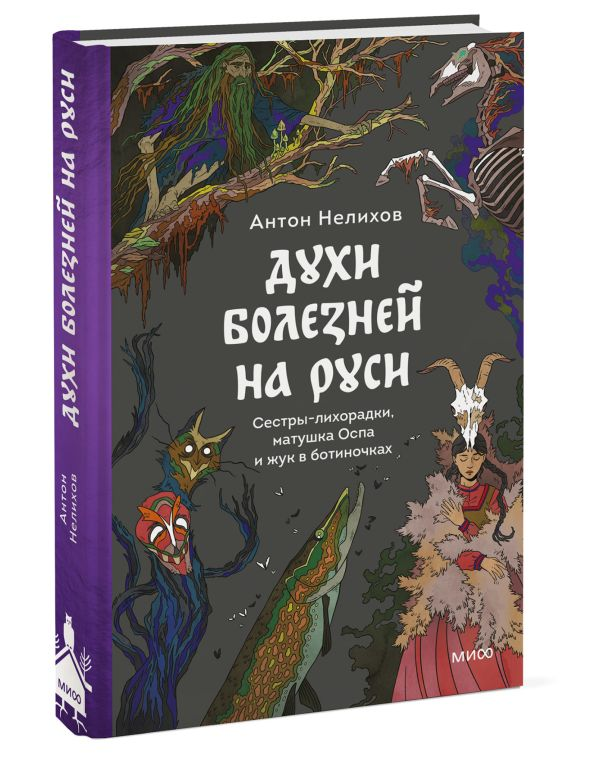 Антон Нелихов
ДУХИ
БОЛЕЗНЕЙ
НА РУСИ
Сестры-лихорадки,
матушка Оспа
и жук в ботиночках
МИФ
ДУХИ БОЛЕЗНЕЙ НА РУСИ
Антон
Нелихов
МИФ